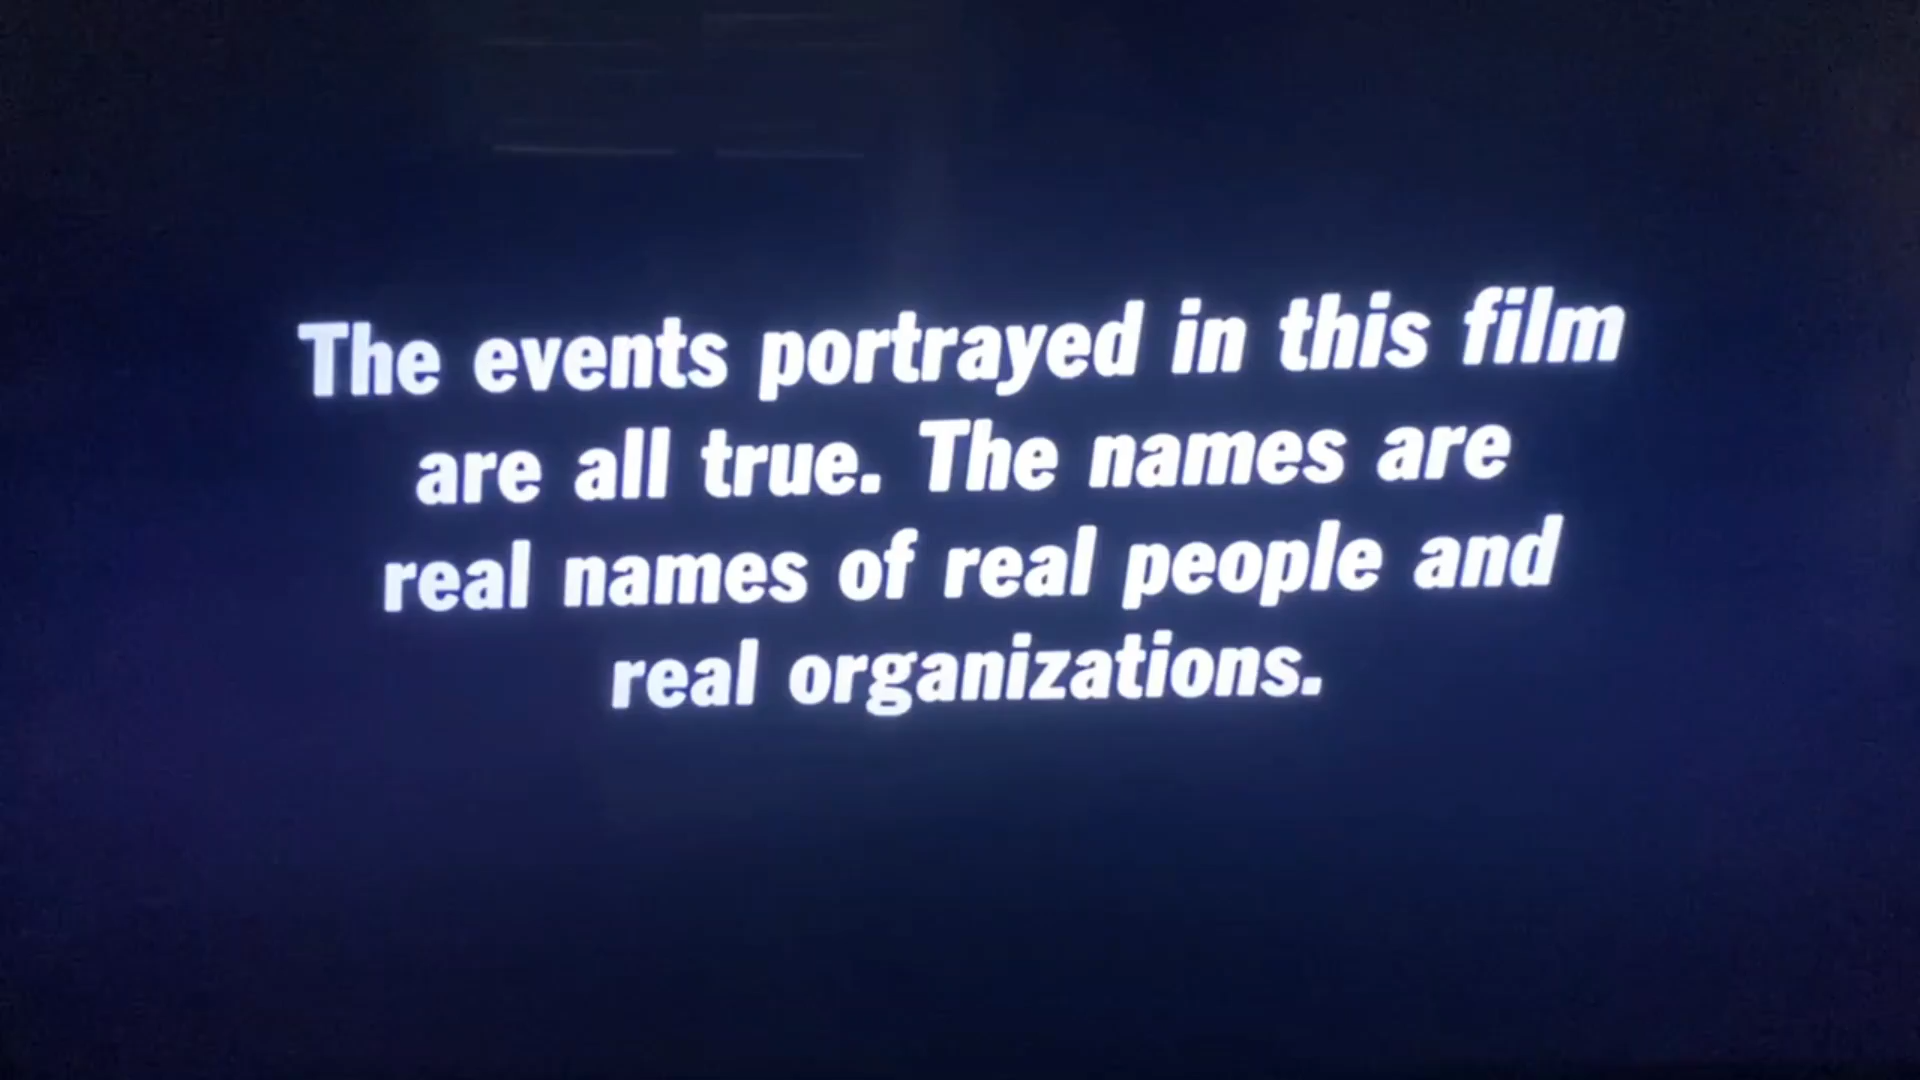 The events portrayed in this film
are all true. The names are
real names of real people and
real organizations.